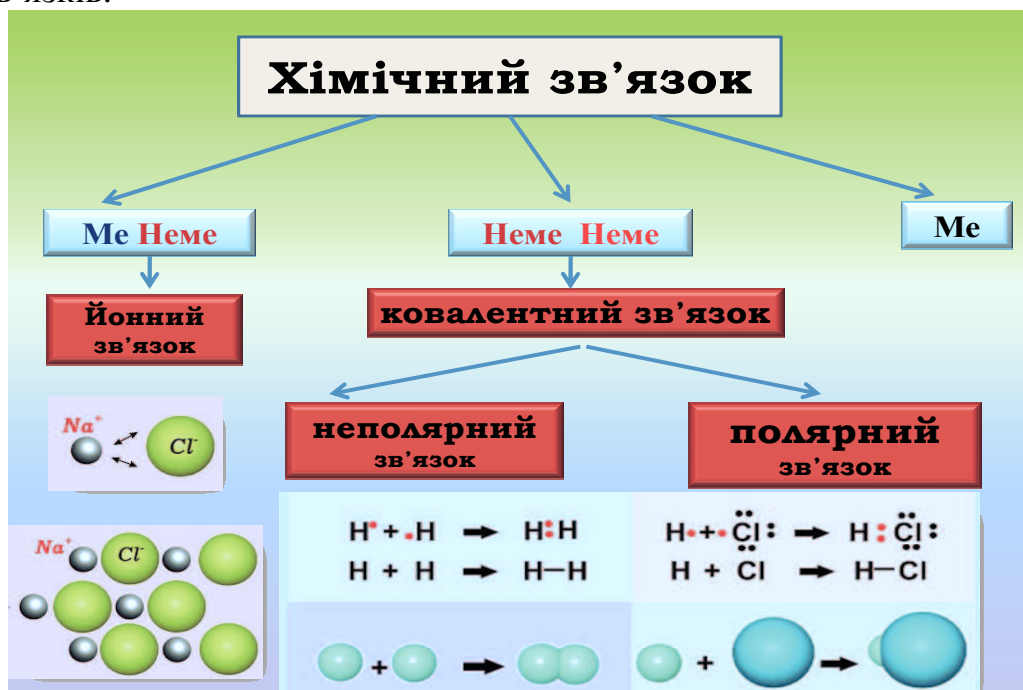 Хімічний зв’язок
Ме Неме
Неме Неме
Ме
Йонний
зв’язок
ковалентний зв’язок
неполярний
зв’язок
полярний
зв’язок
Na⁺
Cl⁻
Na⁺
Cl⁻
H• + .H → H:H
H + H → H—H
H• + •Cl: → H:Cl:
H + Cl → H—Cl
+ →
+ →